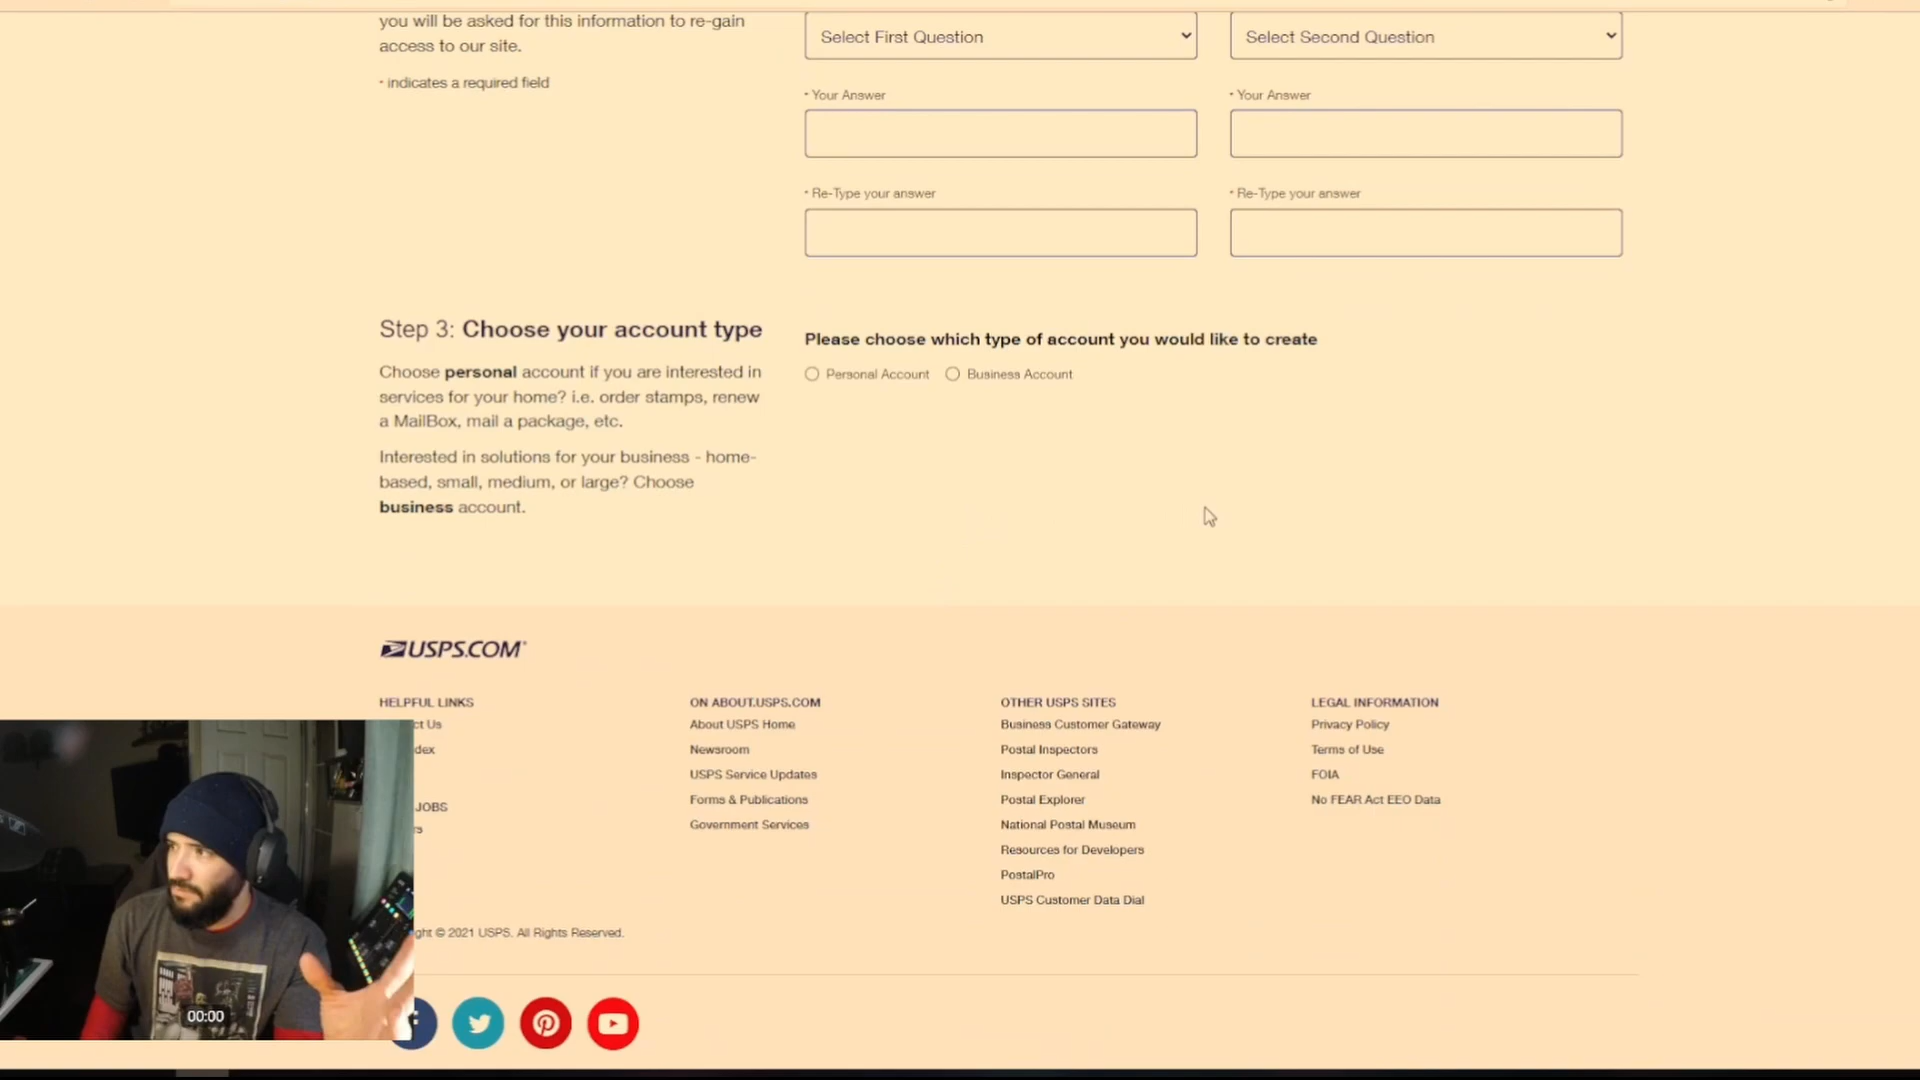 you will be asked for this information to re-gain
access to our site.
* indicates a required field
Select First Question
Select Second Question
* Your Answer
* Your Answer
* Re-Type your answer
* Re-Type your answer
Step 3: Choose your account type
Choose personal account if you are interested in
services for your home? i.e. order stamps, renew
a MailBox, mail a package, etc.
Interested in solutions for your business - home-
based, small, medium, or large? Choose
business account.
Please choose which type of account you would like to create
Personal Account Business Account
USPS.COM®
HELPFUL LINKS
ct Us
dex
JOBS
s
ON ABOUT.USPS.COM
About USPS Home
Newsroom
USPS Service Updates
Forms & Publications
Government Services
OTHER USPS SITES
Business Customer Gateway
Postal Inspectors
Inspector General
Postal Explorer
National Postal Museum
Resources for Developers
PostalPro
USPS Customer Data Dial
LEGAL INFORMATION
Privacy Policy
Terms of Use
FOIA
No FEAR Act EEO Data
ght © 2021 USPS. All Rights Reserved.
00:00